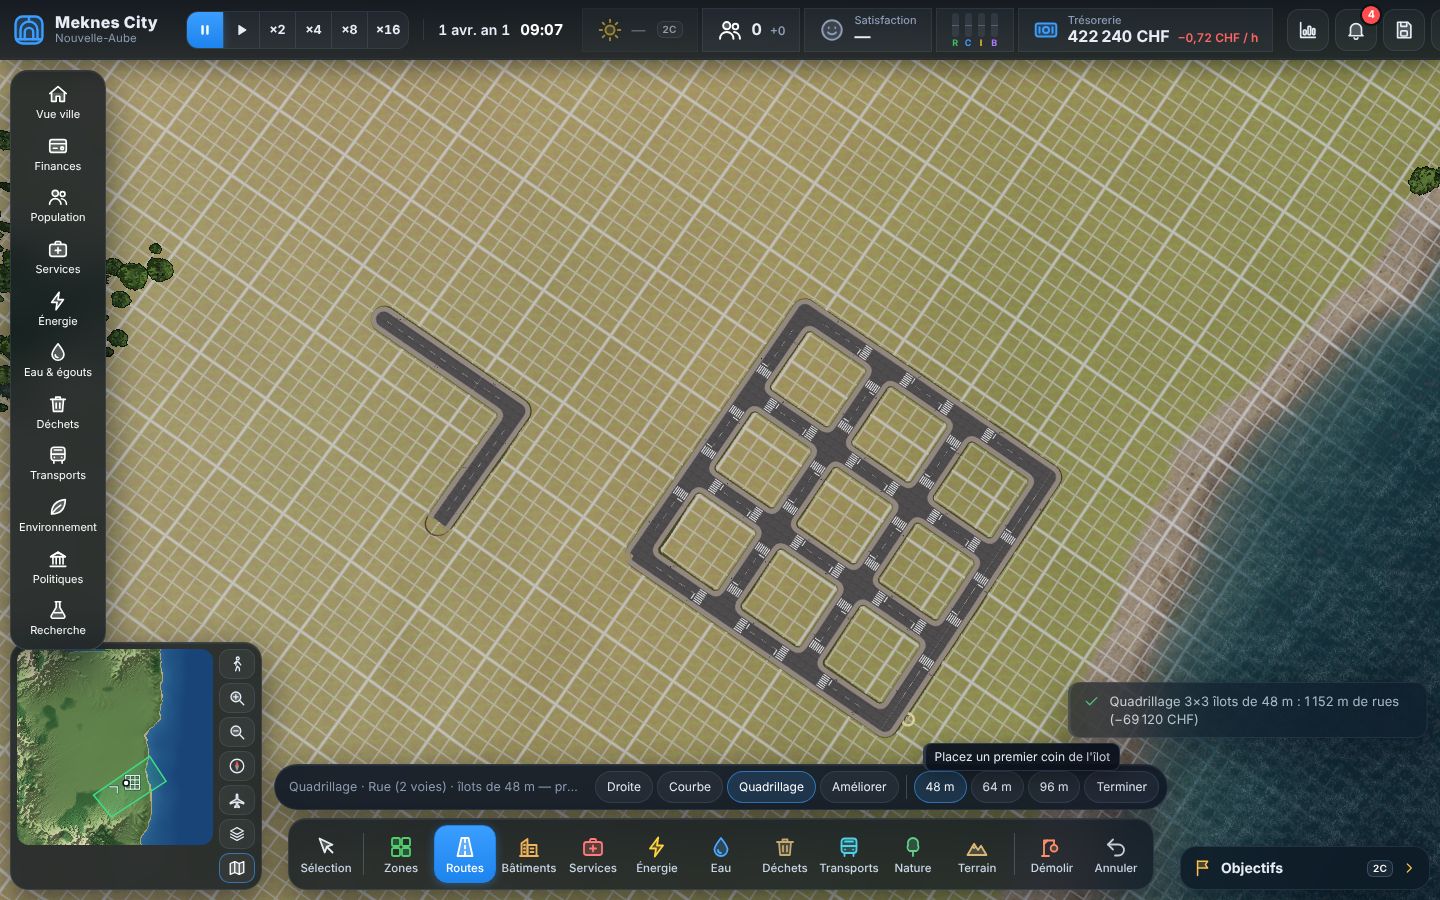 Meknes City
Nouvelle-Aube
×2
×4
×8
×16
1 avr. an 1 09:07
—
2C
0 +0
Satisfaction
—
R C I B
Trésorerie
422 240 CHF −0,72 CHF / h
4
Vue ville
Finances
Population
Services
Énergie
Eau & égouts
Déchets
Transports
Environnement
Politiques
Recherche
Quadrillage 3×3 îlots de 48 m : 1 152 m de rues
(−69 120 CHF)
Placez un premier coin de l'îlot
Quadrillage · Rue (2 voies) · îlots de 48 m — pr…
Droite
Courbe
Quadrillage
Améliorer
48 m
64 m
96 m
Terminer
Sélection
Zones
Routes
Bâtiments
Services
Énergie
Eau
Déchets
Transports
Nature
Terrain
Démolir
Annuler
Objectifs
2C